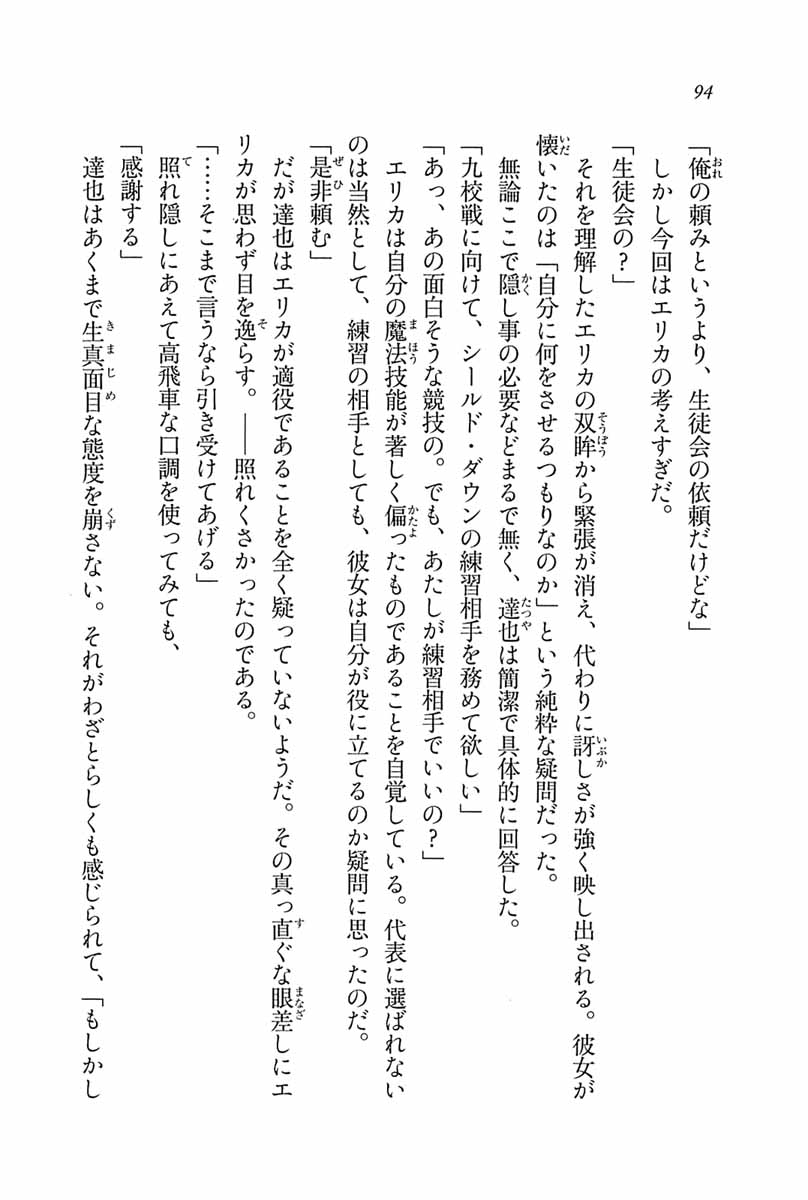 94
「俺の頼みというより、生徒会の依頼だけどな」
しかし今回はエリカの考えすぎだ。
「生徒会の?」
それを理解したエリカの双眸から緊張が消え、代わりに訝しさが強く映し出される。彼女が
懐いたのは「自分に何をさせるつもりなのか」という純粋な疑問だった。
無論ここで隠し事の必要などまるで無く、達也は簡潔で具体的に回答した。
「九校戦に向けて、シールド・ダウンの練習相手を務めて欲しい」
「あっ、あの面白そうな競技の。でも、あたしが練習相手でいいの?」
エリカは自分の魔法技能が著しく偏ったものであることを自覚している。代表に選ばれない
のは当然として、練習の相手としても、彼女は自分が役に立てるのか疑問に思ったのだ。
「是非頼む」
だが達也はエリカが適役であることを全く疑っていないようだ。その真っ直ぐな眼差しにエ
リカが思わず目を逸らす。――照れくさかったのである。
「……そこまで言うなら引き受けてあげる」
照れ隠しにあえて高飛車な口調を使ってみても、
「感謝する」
達也はあくまで生真面目な態度を崩さない。それがわざとらしくも感じられて、「もしかし